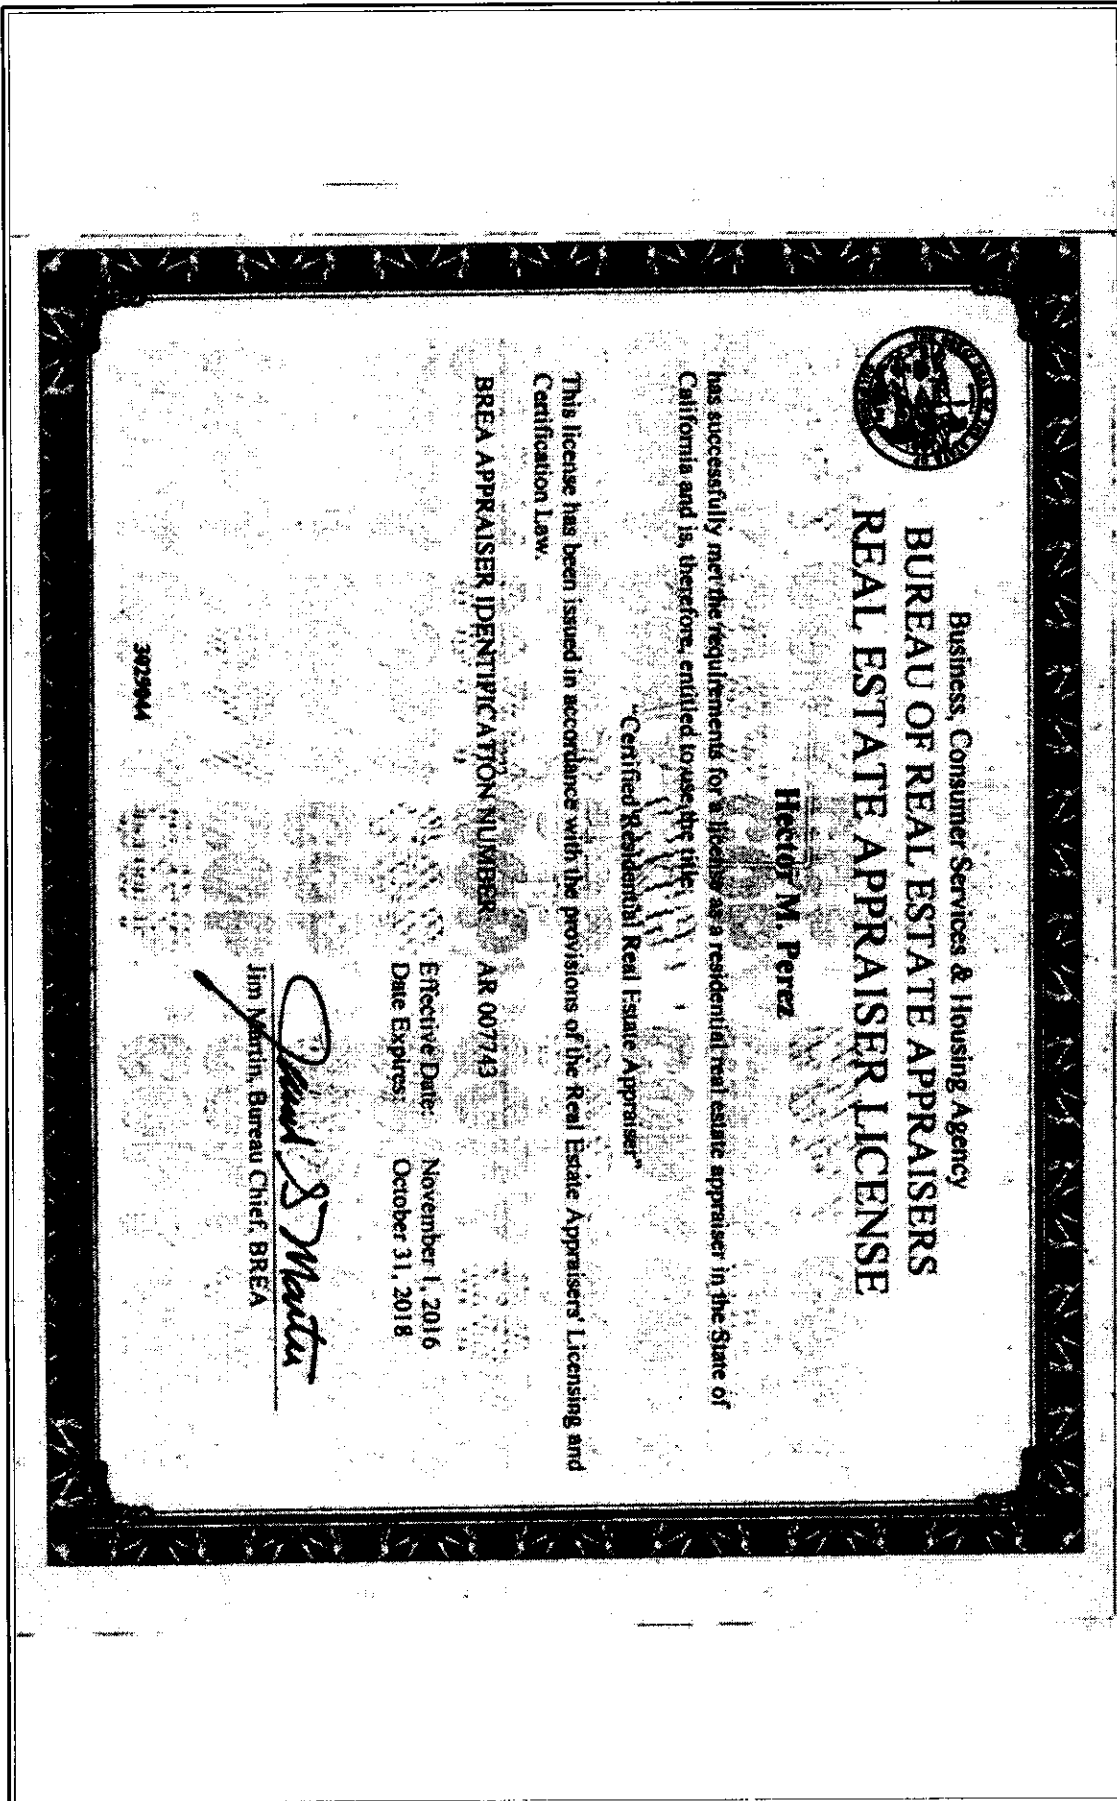 Business, Consumer Services & Housing Agency
BUREAU OF REAL ESTATE APPRAISERS
REAL ESTATE APPRAISER LICENSE
Hector M. Perez
has successfully met the requirements for a license as a residential real estate appraiser in the State of
California and is, therefore, entitled to use the title:
"Certified Residential Real Estate Appraiser"
This license has been issued in accordance with the provisions of the Real Estate Appraisers' Licensing and
Certification Law.
BREA APPRAISER IDENTIFICATION NUMBER: AR 007743
Effective Date: November 1, 2016
Date Expires: October 31, 2018
Jim Martin, Bureau Chief, BREA